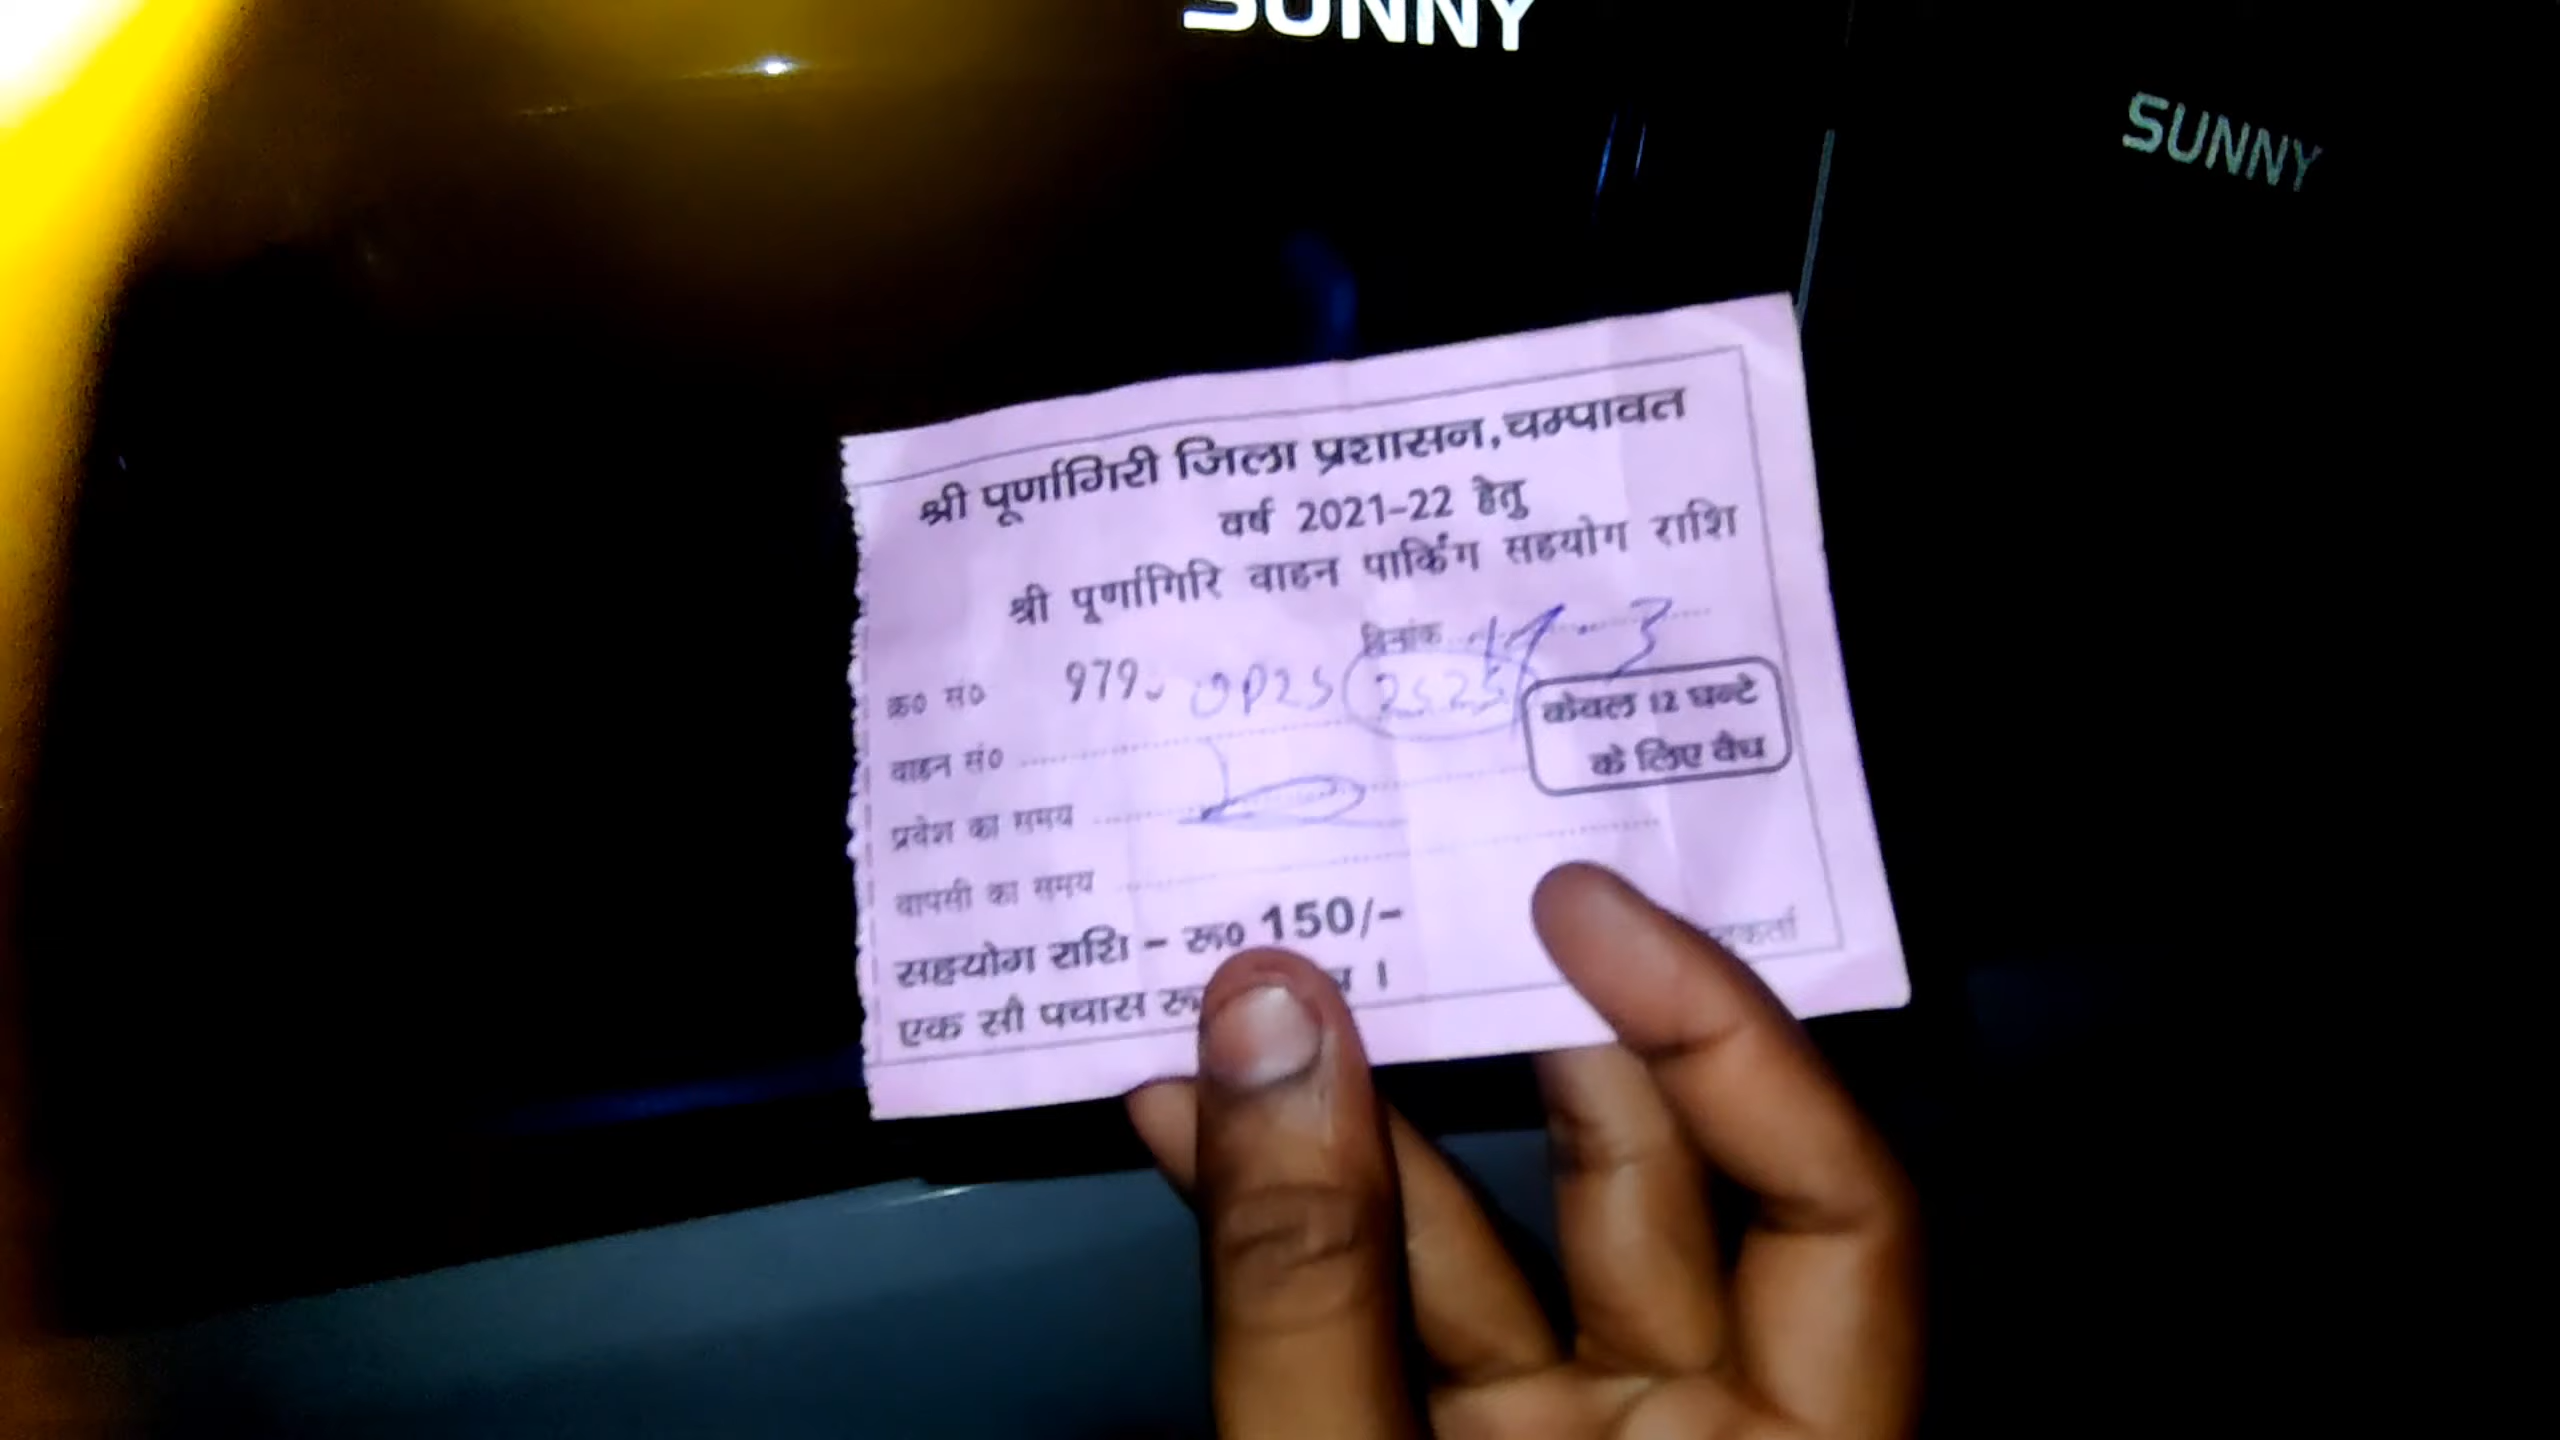 SUNNY
SUNNY
श्री पूर्णागिरी जिला प्रशासन, चम्पावत
वर्ष 2021-22 हेतु
श्री पूर्णागिरि वाहन पार्किंग सहयोग राशि
दिनांक
क्र० सं० 979
केवल 12 घन्टे
के लिए वैध
वाहन सं०
प्रवेश का समय
वापसी का समय
सहयोग राशि - रू० 150/-
एक सौ पचास